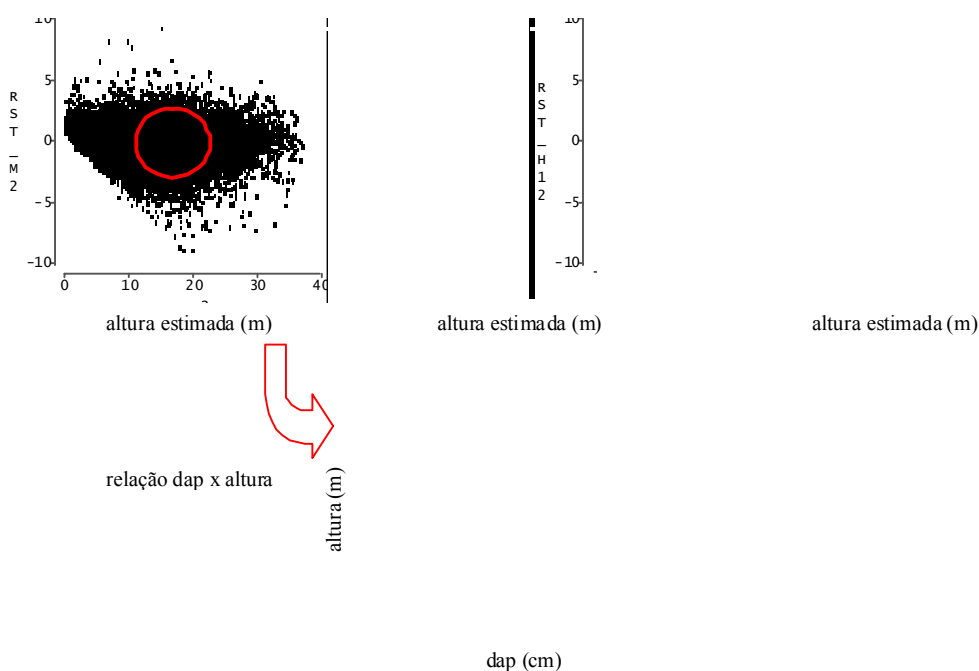 10
5
0
-5
-10
R
S
T
_
M
2
0 10 20 30 40
10
5
0
-5
-10
R
S
T
_
H
1
2
altura estimada (m) altura estimada (m) altura estimada (m)
relação dap x altura
altura (m)
dap (cm)